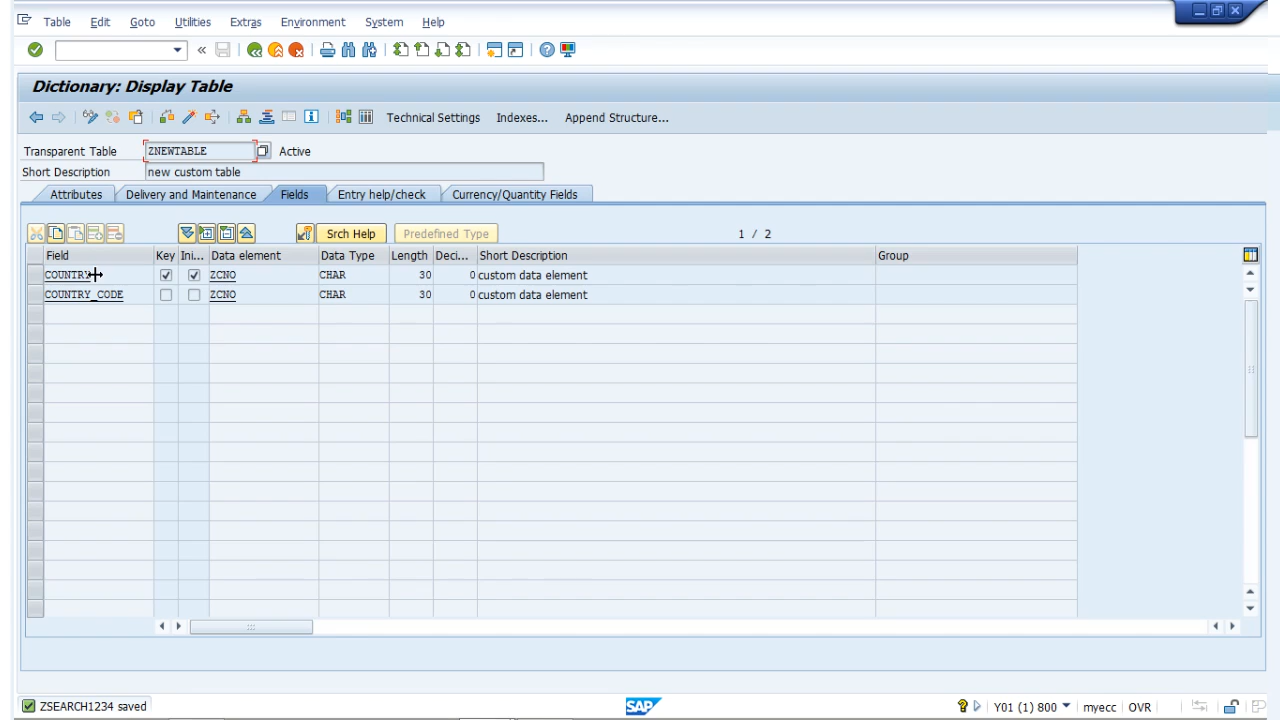 Table Edit Goto Utilities Extras Environment System Help
Dictionary: Display Table
Technical Settings Indexes... Append Structure...
Transparent Table ZNEWTABLE Active
Short Description new custom table
Attributes Delivery and Maintenance Fields Entry help/check Currency/Quantity Fields
Srch Help Predefined Type 1 / 2
Field Key Ini... Data element Data Type Length Deci... Short Description Group
COUNTRY ZCNO CHAR 30 0 custom data element
COUNTRY_CODE ZCNO CHAR 30 0 custom data element
ZSEARCH1234 saved SAP Y01 (1) 800 myecc OVR